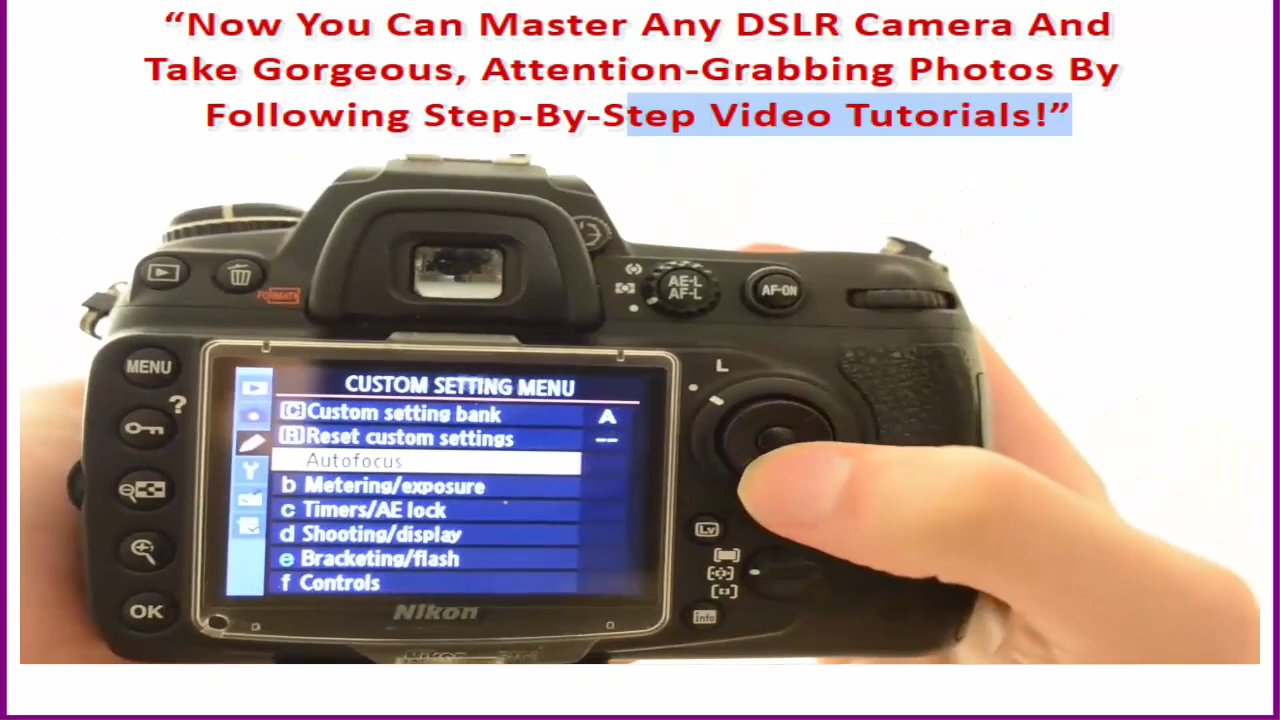 “Now You Can Master Any DSLR Camera And
Take Gorgeous, Attention-Grabbing Photos By
Following Step-By-Step Video Tutorials!”
AE-L
AF-L
AF-ON
FORMAT
MENU
L
?
CUSTOM SETTING MENU
C Custom setting bank A
R Reset custom settings --
Autofocus
b Metering/exposure
c Timers/AE lock
d Shooting/display
e Bracketing/flash
f Controls
Lv
OK
Nikon
info
Nikon